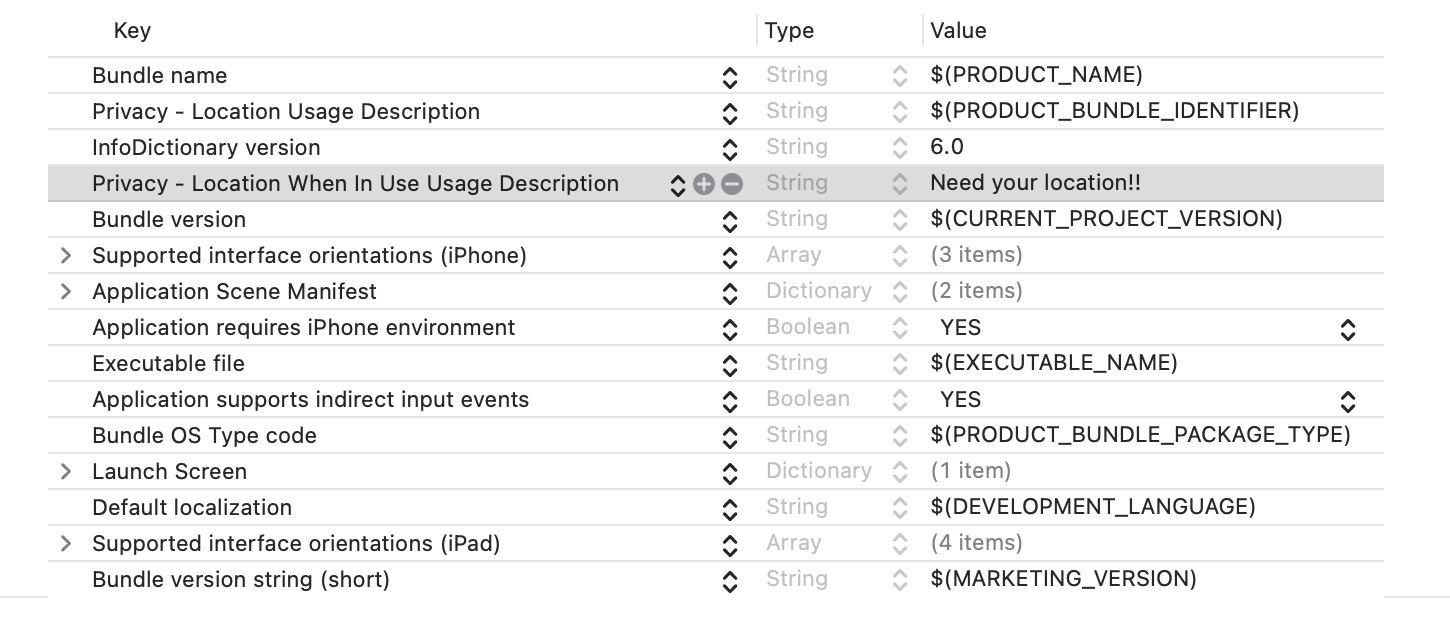 Key Type Value
Bundle name String $(PRODUCT_NAME)
Privacy - Location Usage Description String $(PRODUCT_BUNDLE_IDENTIFIER)
InfoDictionary version String 6.0
Privacy - Location When In Use Usage Description String Need your location!!
Bundle version String $(CURRENT_PROJECT_VERSION)
Supported interface orientations (iPhone) Array (3 items)
Application Scene Manifest Dictionary (2 items)
Application requires iPhone environment Boolean YES
Executable file String $(EXECUTABLE_NAME)
Application supports indirect input events Boolean YES
Bundle OS Type code String $(PRODUCT_BUNDLE_PACKAGE_TYPE)
Launch Screen Dictionary (1 item)
Default localization String $(DEVELOPMENT_LANGUAGE)
Supported interface orientations (iPad) Array (4 items)
Bundle version string (short) String $(MARKETING_VERSION)